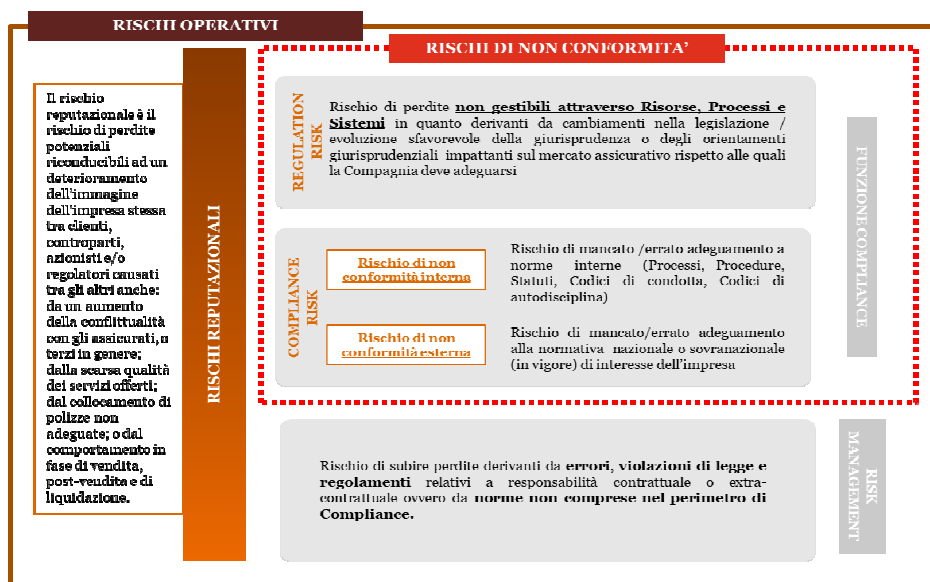 RISCHI OPERATIVI
RISCHI DI NON CONFORMITA'
Il rischio
reputazionale è il
rischio di perdite
potenziali
riconducibili ad un
deterioramento
dell'immagine
dell'impresa stessa
tra clienti,
controparti,
azionisti e/o
regolatori causati
tra gli altri anche:
da un aumento
della conflittualità
con gli assicurati, o
terzi in genere;
dalla scarsa qualità
dei servizi offerti;
dal collocamento di
polizze non
adeguate; o dal
comportamento in
fase di vendita,
post-vendita e di
liquidazione.
RISCHI REPUTAZIONALI
REGULATION
RISK
Rischio di perdite non gestibili attraverso Risorse, Processi e
Sistemi in quanto derivanti da cambiamenti nella legislazione /
evoluzione sfavorevole della giurisprudenza o degli orientamenti
giurisprudenziali impattanti sul mercato assicurativo rispetto alle quali
la Compagnia deve adeguarsi
COMPLIANCE
RISK
Rischio di non
conformità interna
Rischio di mancato /errato adeguamento a
norme interne (Processi, Procedure,
Statuti, Codici di condotta, Codici di
autodisciplina)
Rischio di non
conformità esterna
Rischio di mancato/errato adeguamento
alla normativa nazionale o sovranazionale
(in vigore) di interesse dell'impresa
FUNZIONE COMPLIANCE
Rischio di subire perdite derivanti da errori, violazioni di legge e
regolamenti relativi a responsabilità contrattuale o extra-
contrattuale ovvero da norme non comprese nel perimetro di
Compliance.
RISK
MANAGEMENT